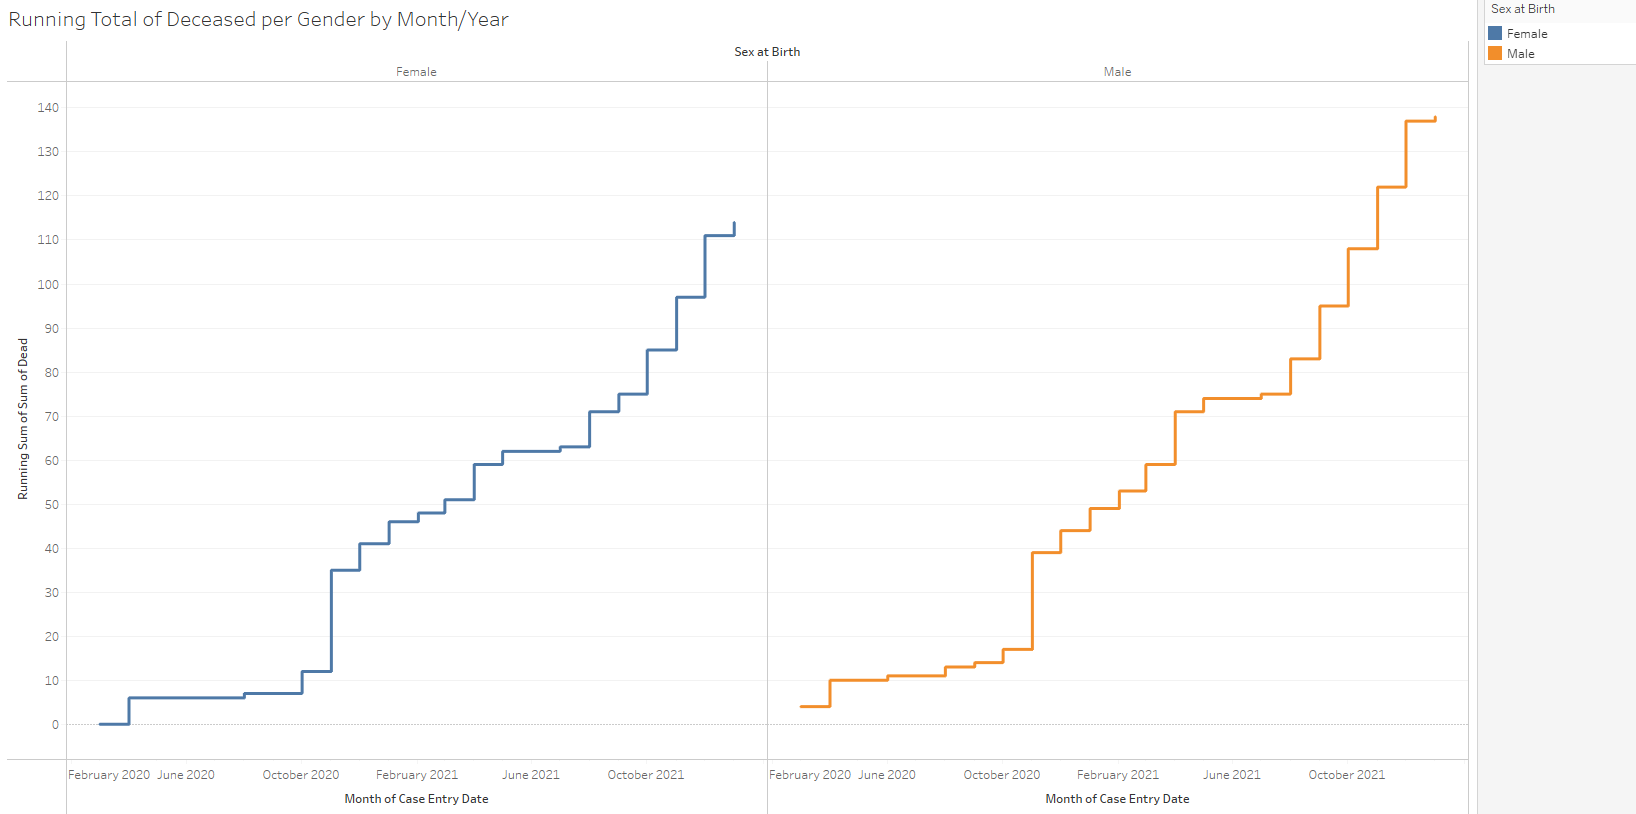 Running Total of Deceased per Gender by Month/Year
Sex at Birth
Female
Male
Sex at Birth
Female
Male
140
130
120
110
100
90
80
70
60
50
40
30
20
10
0
Running Sum of Sum of Dead
February 2020 June 2020 October 2020 February 2021 June 2021 October 2021
February 2020 June 2020 October 2020 February 2021 June 2021 October 2021
Month of Case Entry Date
Month of Case Entry Date